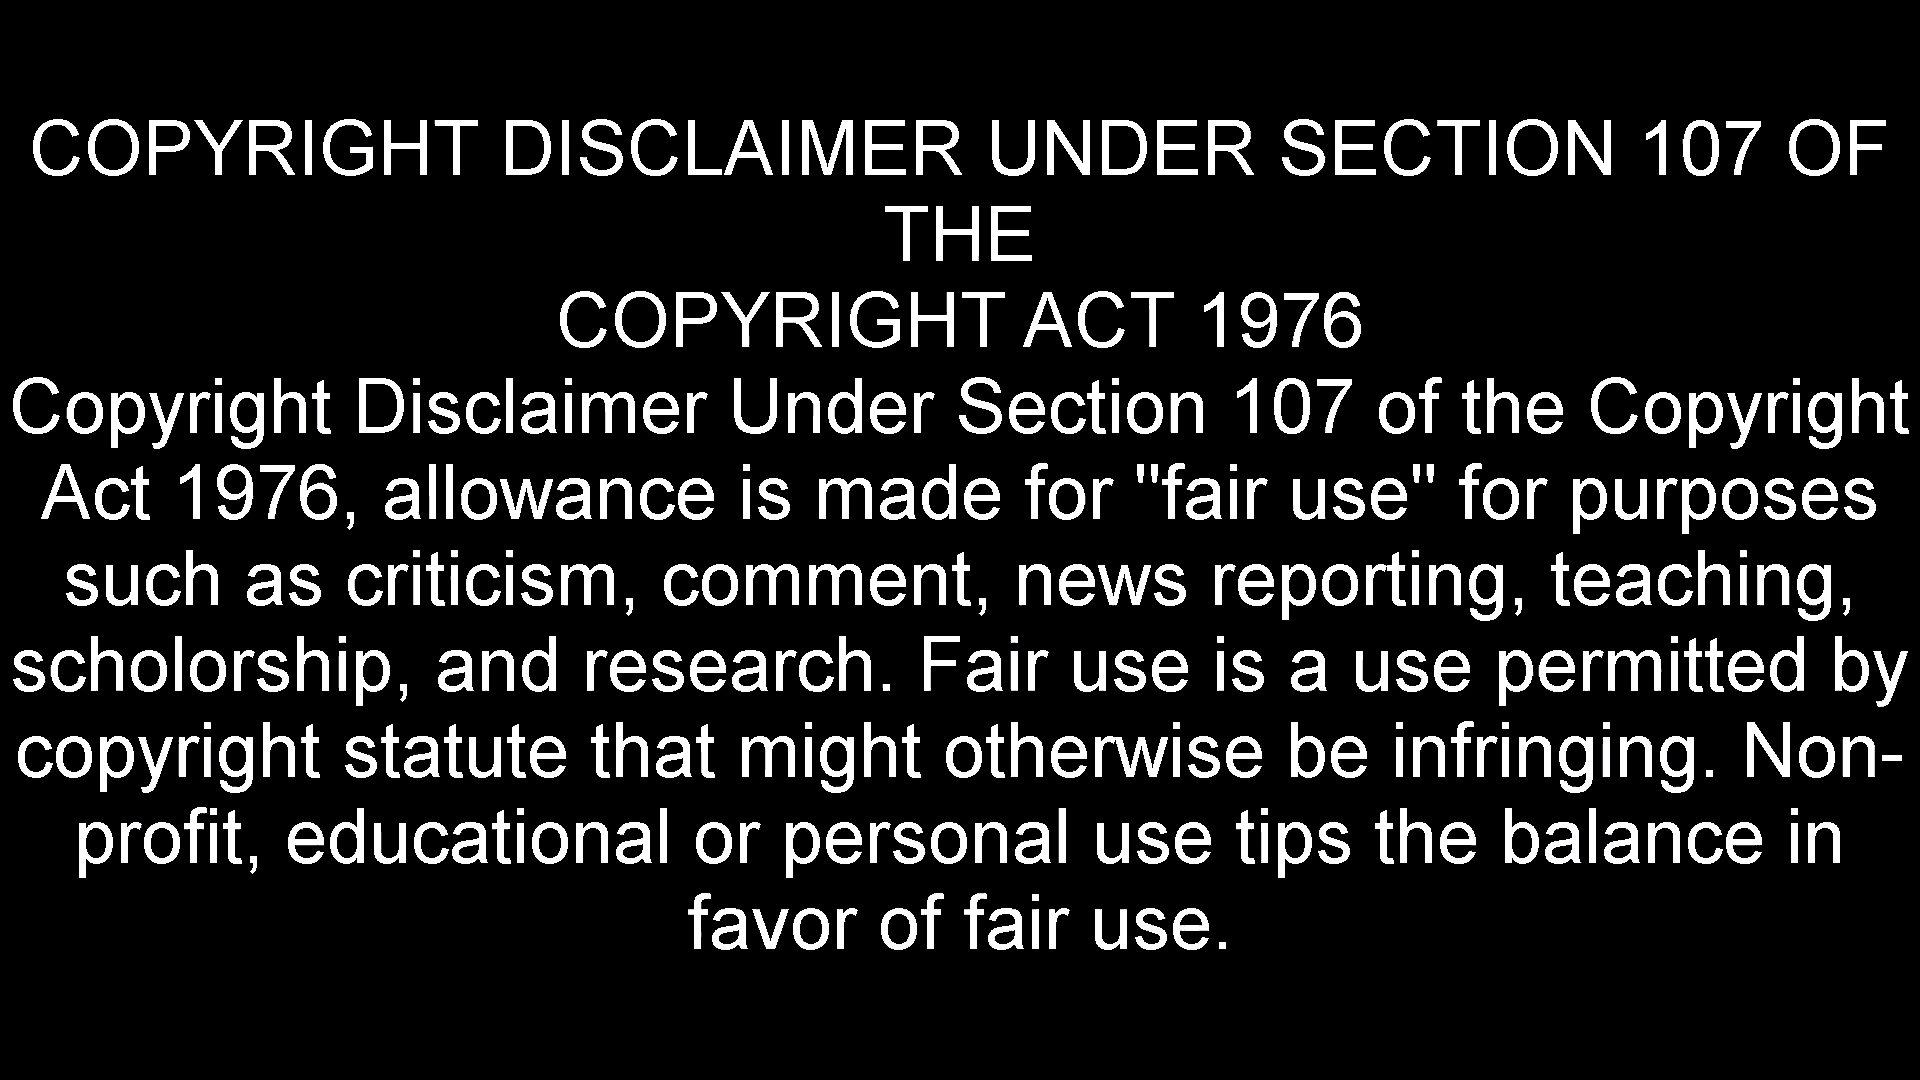 COPYRIGHT DISCLAIMER UNDER SECTION 107 OF
THE
COPYRIGHT ACT 1976
Copyright Disclaimer Under Section 107 of the Copyright
Act 1976, allowance is made for "fair use" for purposes
such as criticism, comment, news reporting, teaching,
scholorship, and research. Fair use is a use permitted by
copyright statute that might otherwise be infringing. Non-
profit, educational or personal use tips the balance in
favor of fair use.